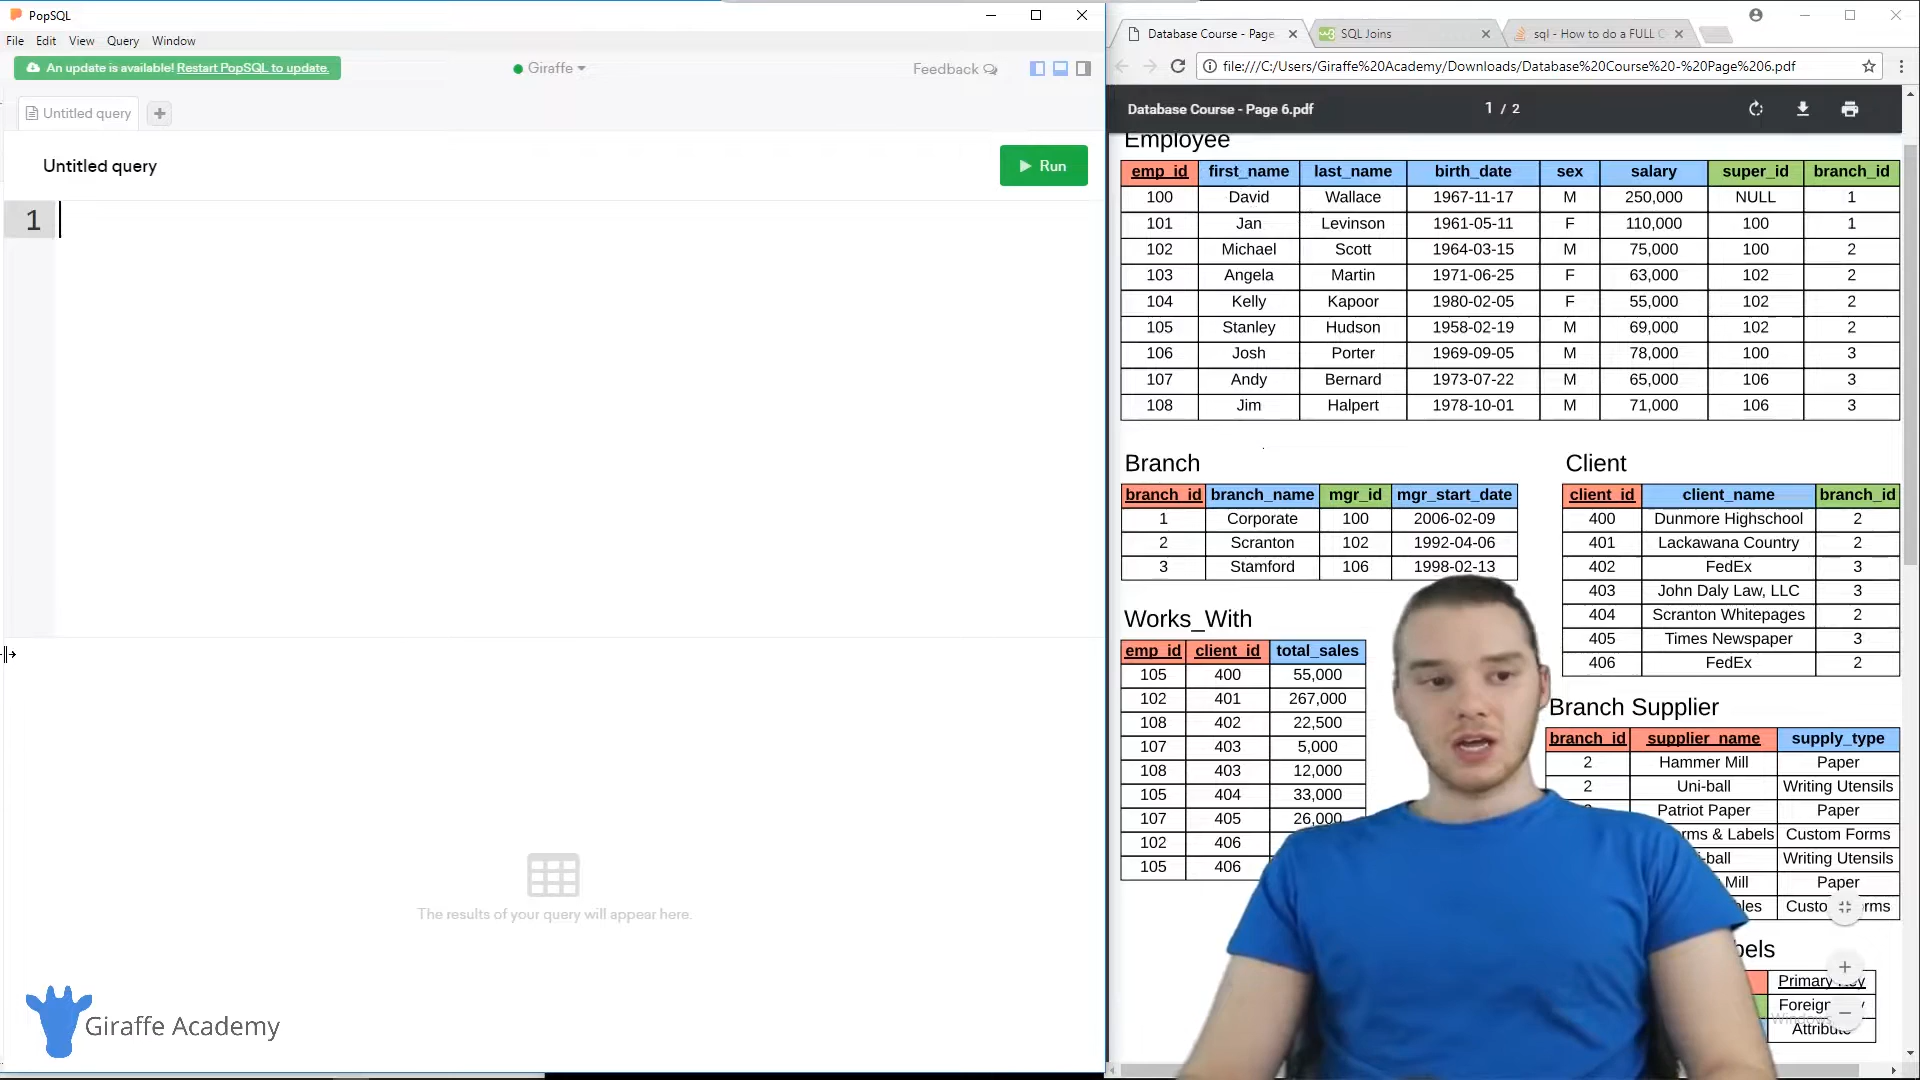 PopSQL
File Edit View Query Window
An update is available! Restart PopSQL to update.
Giraffe
Feedback
Untitled query
Untitled query
Run
1
The results of your query will appear here.
Giraffe Academy
Database Course - Page
SQL Joins
sql - How to do a FULL
file:///C:/Users/Giraffe%20Academy/Downloads/Database%20Course%20-%20Page%206.pdf
Database Course - Page 6.pdf
1 / 2
Employee
emp_id first_name last_name birth_date sex salary super_id branch_id
100 David Wallace 1967-11-17 M 250,000 NULL 1
101 Jan Levinson 1961-05-11 F 110,000 100 1
102 Michael Scott 1964-03-15 M 75,000 100 2
103 Angela Martin 1971-06-25 F 63,000 102 2
104 Kelly Kapoor 1980-02-05 F 55,000 102 2
105 Stanley Hudson 1958-02-19 M 69,000 102 2
106 Josh Porter 1969-09-05 M 78,000 100 3
107 Andy Bernard 1973-07-22 M 65,000 106 3
108 Jim Halpert 1978-10-01 M 71,000 106 3
Branch
branch_id branch_name mgr_id mgr_start_date
1 Corporate 100 2006-02-09
2 Scranton 102 1992-04-06
3 Stamford 106 1998-02-13
Client
client_id client_name branch_id
400 Dunmore Highschool 2
401 Lackawana Country 2
402 FedEx 3
403 John Daly Law, LLC 3
404 Scranton Whitepages 2
405 Times Newspaper 3
406 FedEx 2
Works_With
emp_id client_id total_sales
105 400 55,000
102 401 267,000
108 402 22,500
107 403 5,000
108 403 12,000
105 404 33,000
107 405 26,000
102 406
105 406
Branch Supplier
branch_id supplier_name supply_type
2 Hammer Mill Paper
2 Uni-ball Writing Utensils
Patriot Paper Paper
& Labels Custom Forms
Writing Utensils
Mill Paper
Primary
Attribute